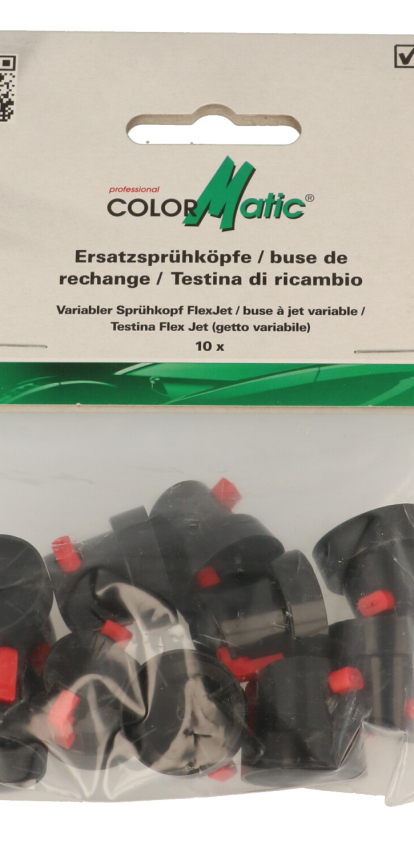 professional
COLORMatic®
Ersatzsprühköpfe / buse de
rechange / Testina di ricambio
Variabler Sprühkopf FlexJet / buse à jet variable /
Testina Flex Jet (getto variabile)
10 x